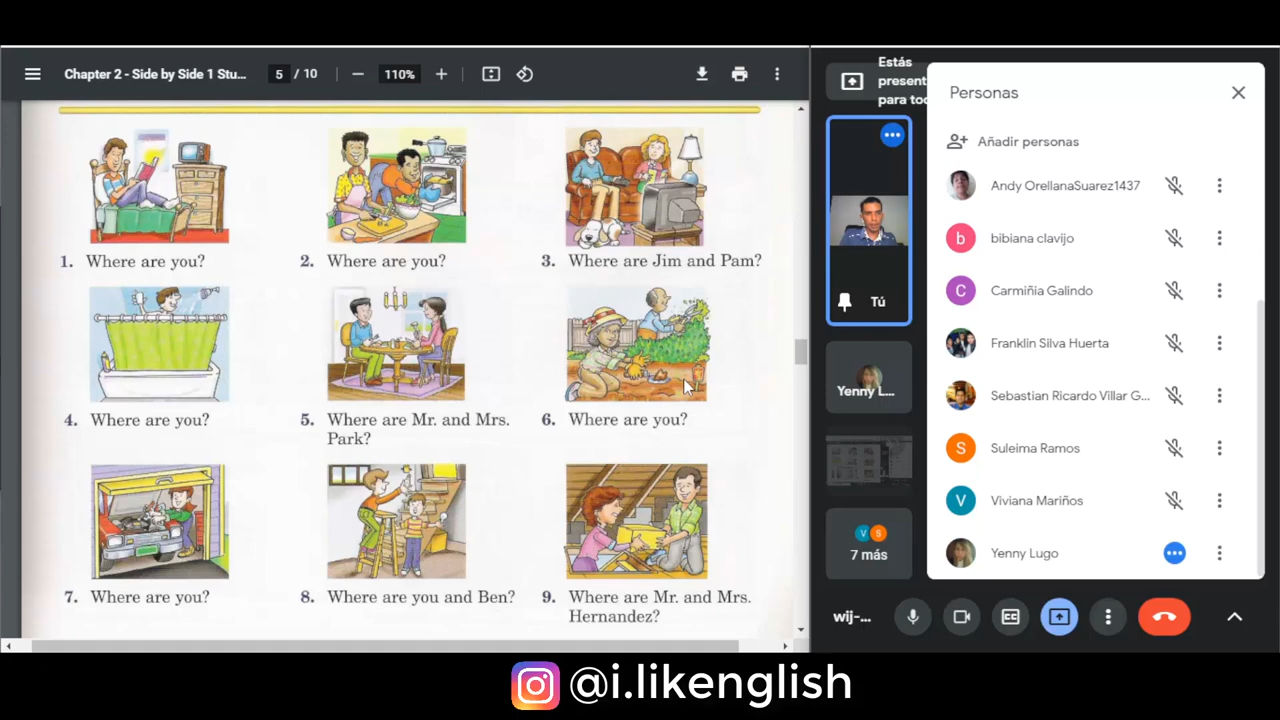 Chapter 2 - Side by Side 1 Stu...
5 / 10
110%
1. Where are you?
2. Where are you?
3. Where are Jim and Pam?
4. Where are you?
5. Where are Mr. and Mrs.
Park?
6. Where are you?
7. Where are you?
8. Where are you and Ben?
9. Where are Mr. and Mrs.
Hernandez?
Estás
present
para too
Tú
Yenny L...
V S
7 más
Personas
Añadir personas
Andy OrellanaSuarez1437
b bibiana clavijo
C Carmiñia Galindo
Franklin Silva Huerta
Sebastian Ricardo Villar G...
S Suleima Ramos
V Viviana Mariños
Yenny Lugo
wij-...
CC
@i.likenglish